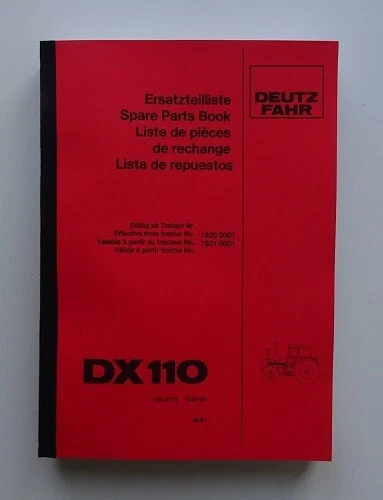 Ersatzteilliste
Spare Parts Book
Liste de pièces
de rechange
Lista de repuestos
DEUTZ
FAHR
Gültig ab Traktor Nr.
Effective from tractor No. 7620 0001
Valable à partir du tracteur No. 7621 0001
Válida a partir tractor No.
DX 110